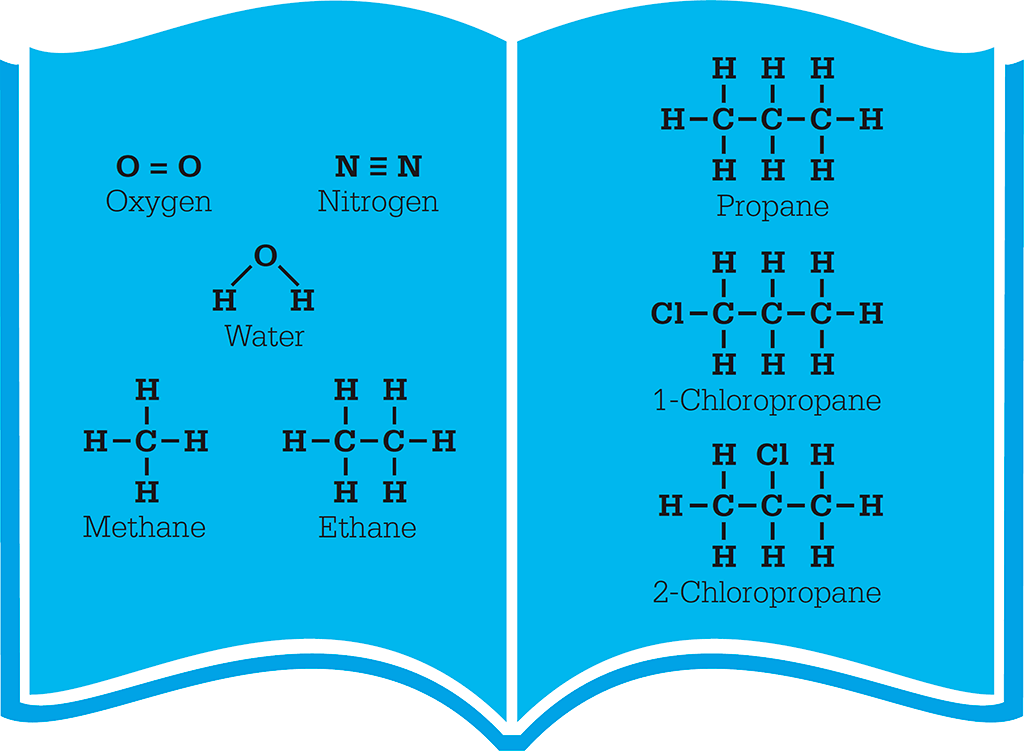 O = O
Oxygen
N ≡ N
Nitrogen
O
H H
Water
H
H–C–H
H
Methane
H H
H–C–C–H
H H
Ethane
H H H
H–C–C–C–H
H H H
Propane
H H H
Cl–C–C–C–H
H H H
1-Chloropropane
H Cl H
H–C–C–C–H
H H H
2-Chloropropane